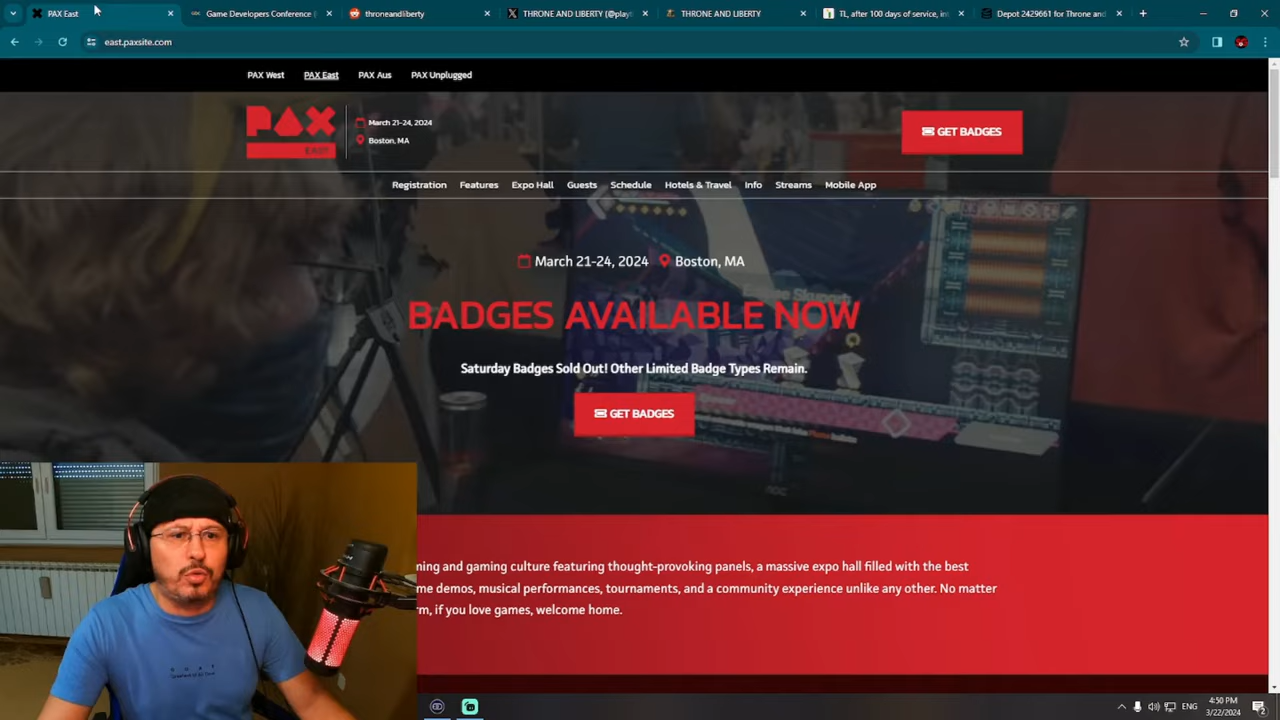 PAX East
Game Developers Conference (
throneandliberty
THRONE AND LIBERTY (@playt
THRONE AND LIBERTY
TL, after 100 days of service, in
Depot 2429661 for Throne and
east.paxsite.com
PAX West
PAX East
PAX Aus
PAX Unplugged
PAX
EAST
March 21-24, 2024
Boston, MA
GET BADGES
Registration
Features
Expo Hall
Guests
Schedule
Hotels & Travel
Info
Streams
Mobile App
March 21-24, 2024
Boston, MA
BADGES AVAILABLE NOW
Saturday Badges Sold Out! Other Limited Badge Types Remain.
GET BADGES
ning and gaming culture featuring thought-provoking panels, a massive expo hall filled with the best
me demos, musical performances, tournaments, and a community experience unlike any other. No matter
rm, if you love games, welcome home.
4:50 PM
3/22/2024
2